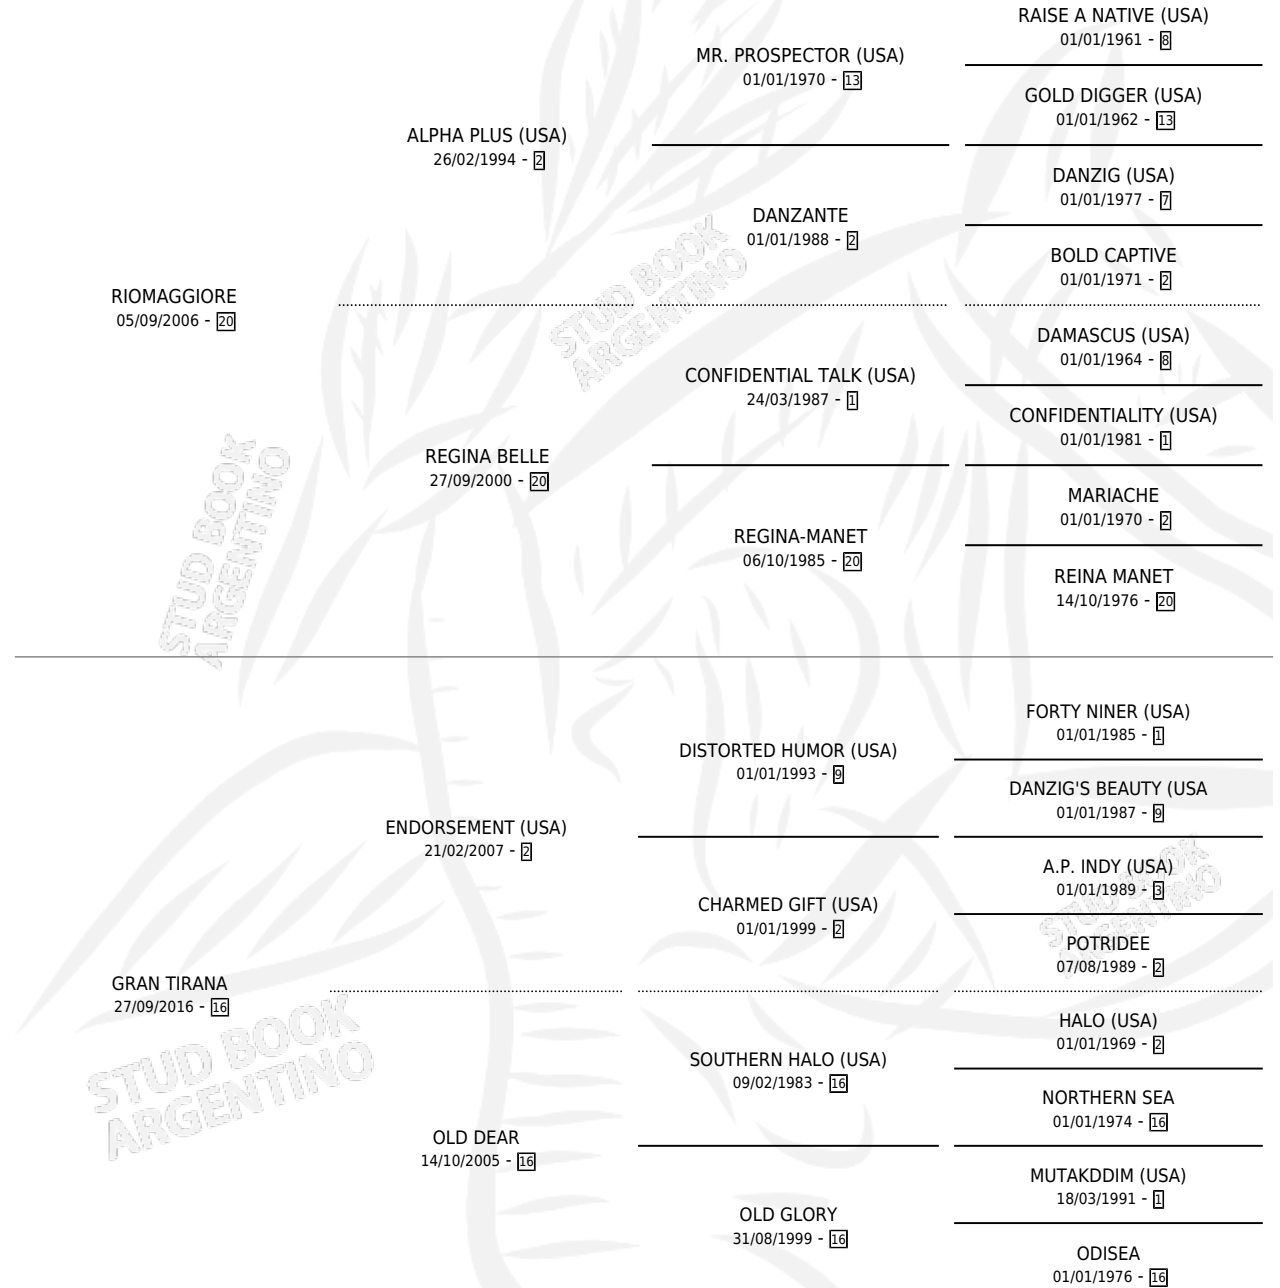 RAISE A NATIVE (USA)
01/01/1961 - 8
MR. PROSPECTOR (USA)
01/01/1970 - 13
GOLD DIGGER (USA)
01/01/1962 - 13
ALPHA PLUS (USA)
26/02/1994 - 2
DANZIG (USA)
01/01/1977 - 7
DANZANTE
01/01/1988 - 2
BOLD CAPTIVE
01/01/1971 - 2
RIOMAGGIORE
05/09/2006 - 20
DAMASCUS (USA)
01/01/1964 - 8
CONFIDENTIAL TALK (USA)
24/03/1987 - 1
CONFIDENTIALITY (USA)
01/01/1981 - 1
REGINA BELLE
27/09/2000 - 20
MARIACHE
01/01/1970 - 2
REGINA-MANET
06/10/1985 - 20
REINA MANET
14/10/1976 - 20
STUD BOOK
ARGENTINO
STUD BOOK
ARGENTINO
FORTY NINER (USA)
01/01/1985 - 1
DISTORTED HUMOR (USA)
01/01/1993 - 9
DANZIG'S BEAUTY (USA
01/01/1987 - 9
ENDORSEMENT (USA)
21/02/2007 - 2
A.P. INDY (USA)
01/01/1989 - 3
CHARMED GIFT (USA)
01/01/1999 - 2
POTRIDEE
07/08/1989 - 2
GRAN TIRANA
27/09/2016 - 16
HALO (USA)
01/01/1969 - 2
SOUTHERN HALO (USA)
09/02/1983 - 16
NORTHERN SEA
01/01/1974 - 16
OLD DEAR
14/10/2005 - 16
MUTAKDDIM (USA)
18/03/1991 - 1
OLD GLORY
31/08/1999 - 16
ODISEA
01/01/1976 - 16
STUD BOOK
ARGENTINO
STUD BOOK
ARGENTINO